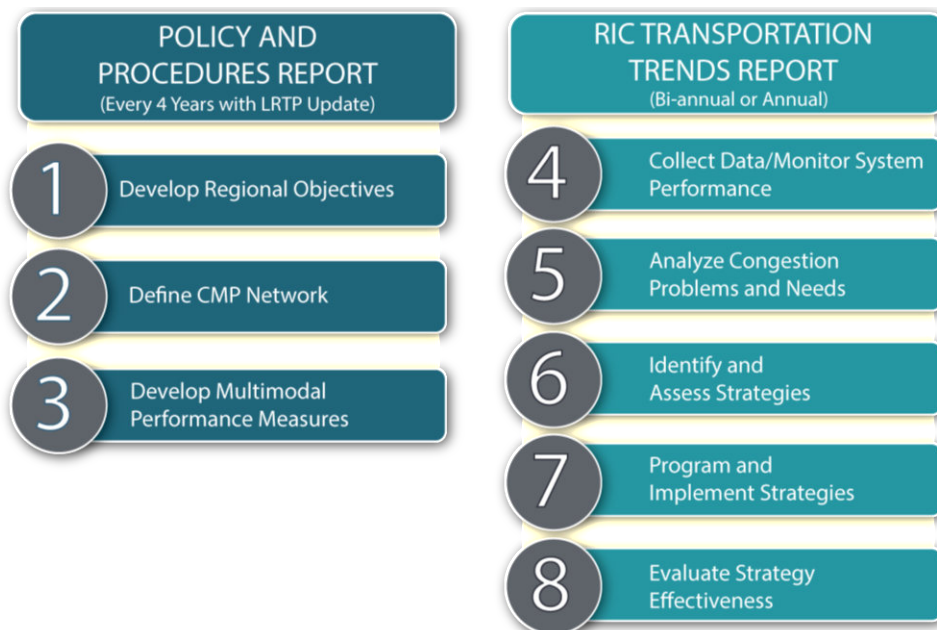 POLICY AND
PROCEDURES REPORT
(Every 4 Years with LRTP Update)
1
Develop Regional Objectives
2
Define CMP Network
3
Develop Multimodal
Performance Measures
RIC TRANSPORTATION
TRENDS REPORT
(Bi-annual or Annual)
4
Collect Data/Monitor System
Performance
5
Analyze Congestion
Problems and Needs
6
Identify and
Assess Strategies
7
Program and
Implement Strategies
8
Evaluate Strategy
Effectiveness